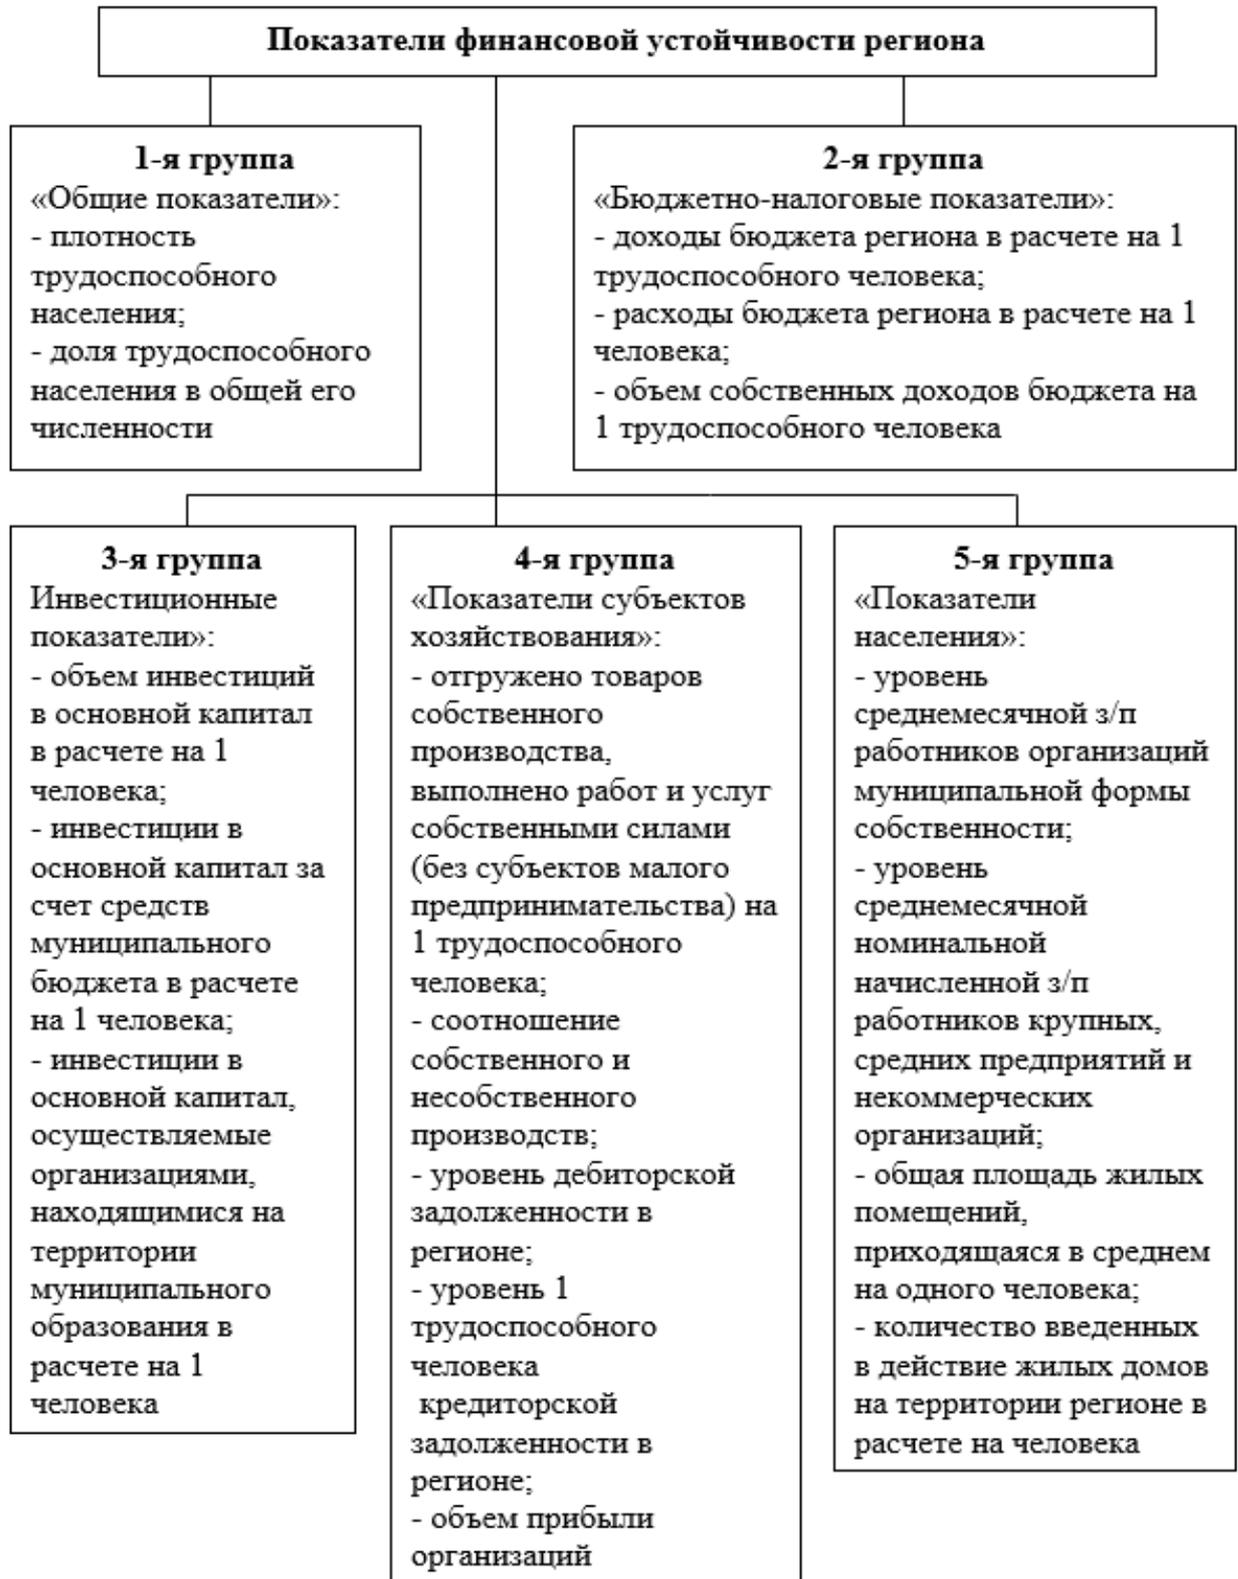 Показатели финансовой устойчивости региона
1-я группа
«Общие показатели»:
- плотность
трудоспособного
населения;
- доля трудоспособного
населения в общей его
численности
2-я группа
«Бюджетно-налоговые показатели»:
- доходы бюджета региона в расчете на 1
трудоспособного человека;
- расходы бюджета региона в расчете на 1
человека;
- объем собственных доходов бюджета на
1 трудоспособного человека
3-я группа
Инвестиционные
показатели»:
- объем инвестиций
в основной капитал
в расчете на 1
человека;
- инвестиции в
основной капитал за
счет средств
муниципального
бюджета в расчете
на 1 человека;
- инвестиции в
основной капитал,
осуществляемые
организациями,
находящимися на
территории
муниципального
образования в
расчете на 1
человека
4-я группа
«Показатели субъектов
хозяйствования»:
- отгружено товаров
собственного
производства,
выполнено работ и услуг
собственными силами
(без субъектов малого
предпринимательства) на
1 трудоспособного
человека;
- соотношение
собственного и
несобственного
производств;
- уровень дебиторской
задолженности в
регионе;
- уровень 1
трудоспособного
человека
кредиторской
задолженности в
регионе;
- объем прибыли
организаций
5-я группа
«Показатели
населения»:
- уровень
среднемесячной з/п
работников организаций
муниципальной формы
собственности;
- уровень
среднемесячной
номинальной
начисленной з/п
работников крупных,
средних предприятий и
некоммерческих
организаций;
- общая площадь жилых
помещений,
приходящаяся в среднем
на одного человека;
- количество введенных
в действие жилых домов
на территории регионе в
расчете на человека